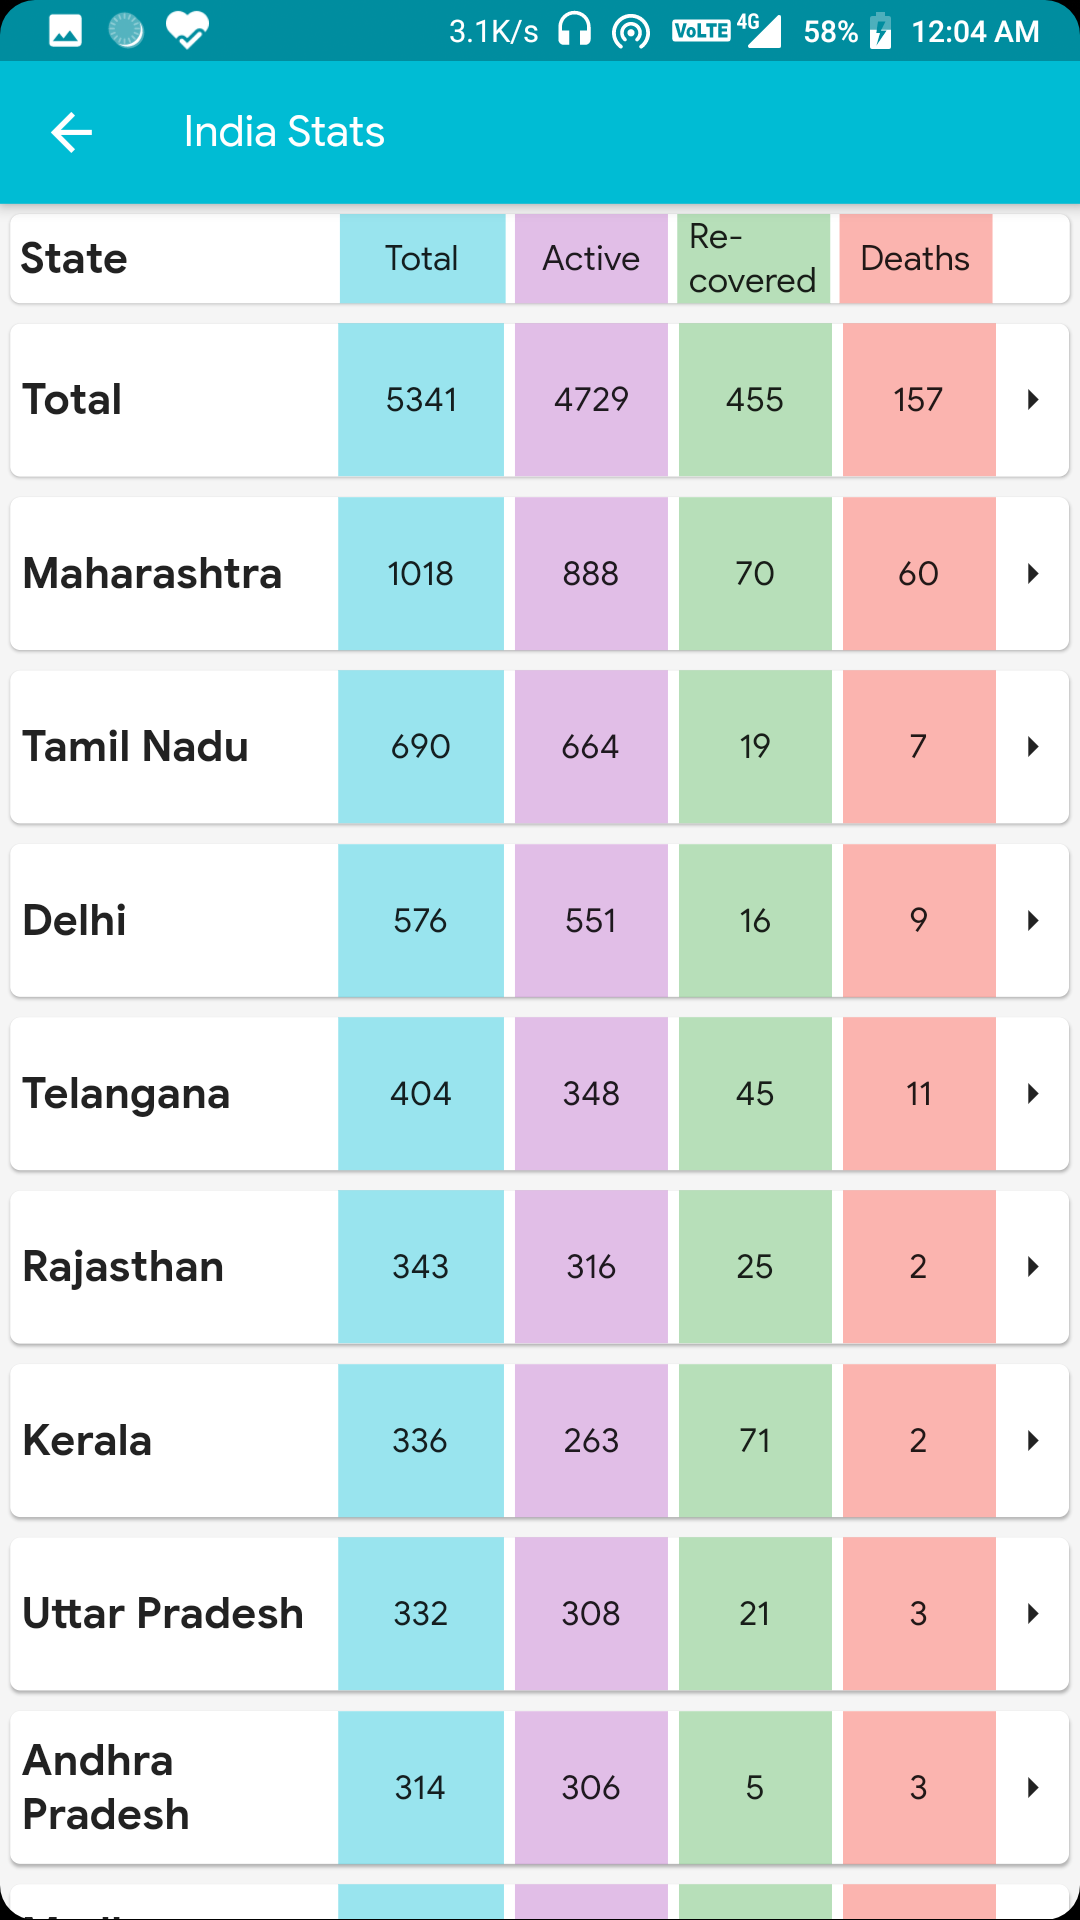 3.1K/s VoLTE 4G 58% 12:04 AM
India Stats
State Total Active Re-
covered Deaths
Total 5341 4729 455 157
Maharashtra 1018 888 70 60
Tamil Nadu 690 664 19 7
Delhi 576 551 16 9
Telangana 404 348 45 11
Rajasthan 343 316 25 2
Kerala 336 263 71 2
Uttar Pradesh 332 308 21 3
Andhra
Pradesh 314 306 5 3